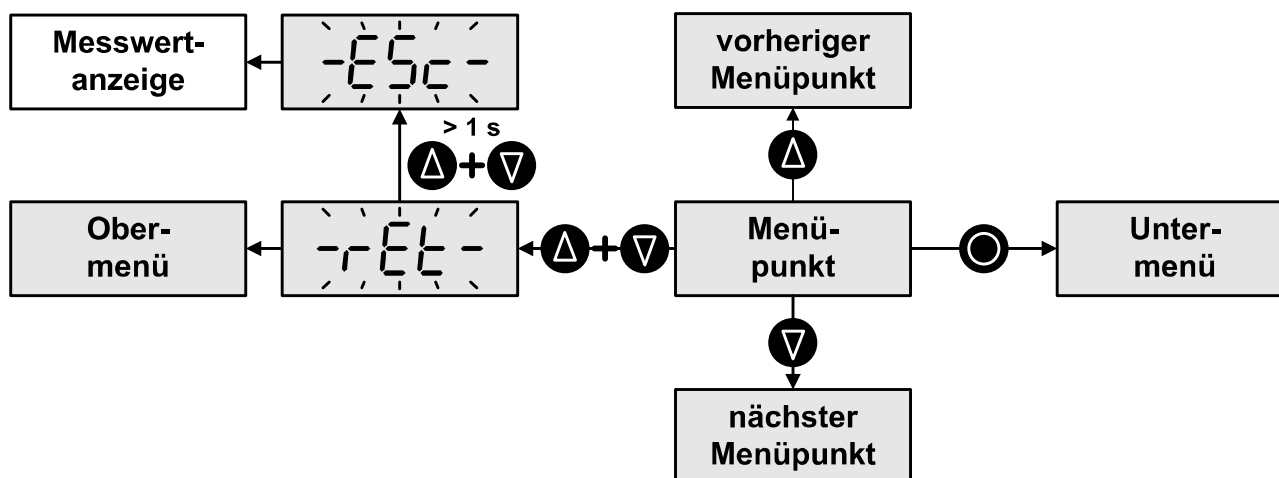 Messwert-
anzeige
-ESc-
vorheriger
Menüpunkt
> 1 s
+
Ober-
menü
-rEt-
+
Menü-
punkt
Unter-
menü
nächster
Menüpunkt